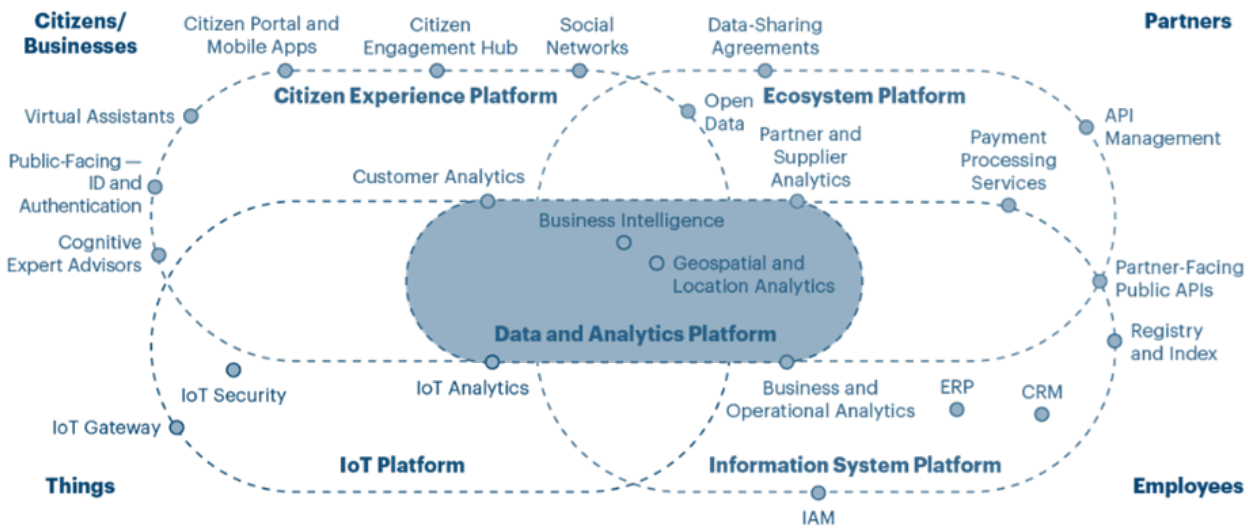 Citizens/
Businesses
Citizen Portal and
Mobile Apps
Citizen
Engagement Hub
Social
Networks
Data-Sharing
Agreements
Partners
Citizen Experience Platform
Ecosystem Platform
Virtual Assistants
Open
Data
API
Management
Public-Facing —
ID and
Authentication
Customer Analytics
Partner and
Supplier
Analytics
Payment
Processing
Services
Business Intelligence
Cognitive
Expert Advisors
Geospatial and
Location Analytics
Partner-Facing
Public APIs
Data and Analytics Platform
Registry
and Index
IoT Security
IoT Analytics
Business and
Operational Analytics
ERP
CRM
IoT Gateway
IoT Platform
Information System Platform
Things
Employees
IAM